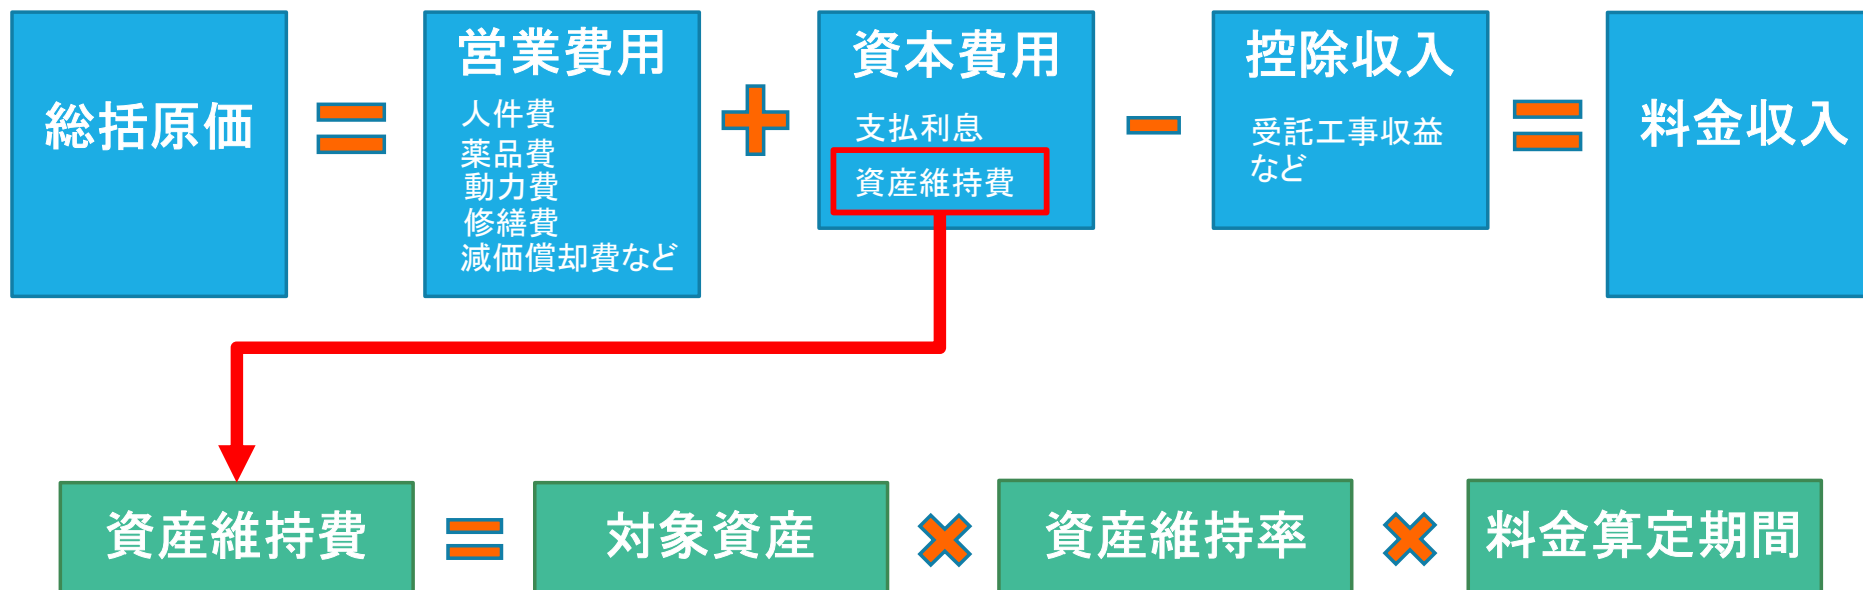 総括原価
=
営業費用
人件費
薬品費
動力費
修繕費
減価償却費など
+
資本費用
支払利息
資産維持費
-
控除収入
受託工事収益
など
=
料金収入
資産維持費
=
対象資産
×
資産維持率
×
料金算定期間